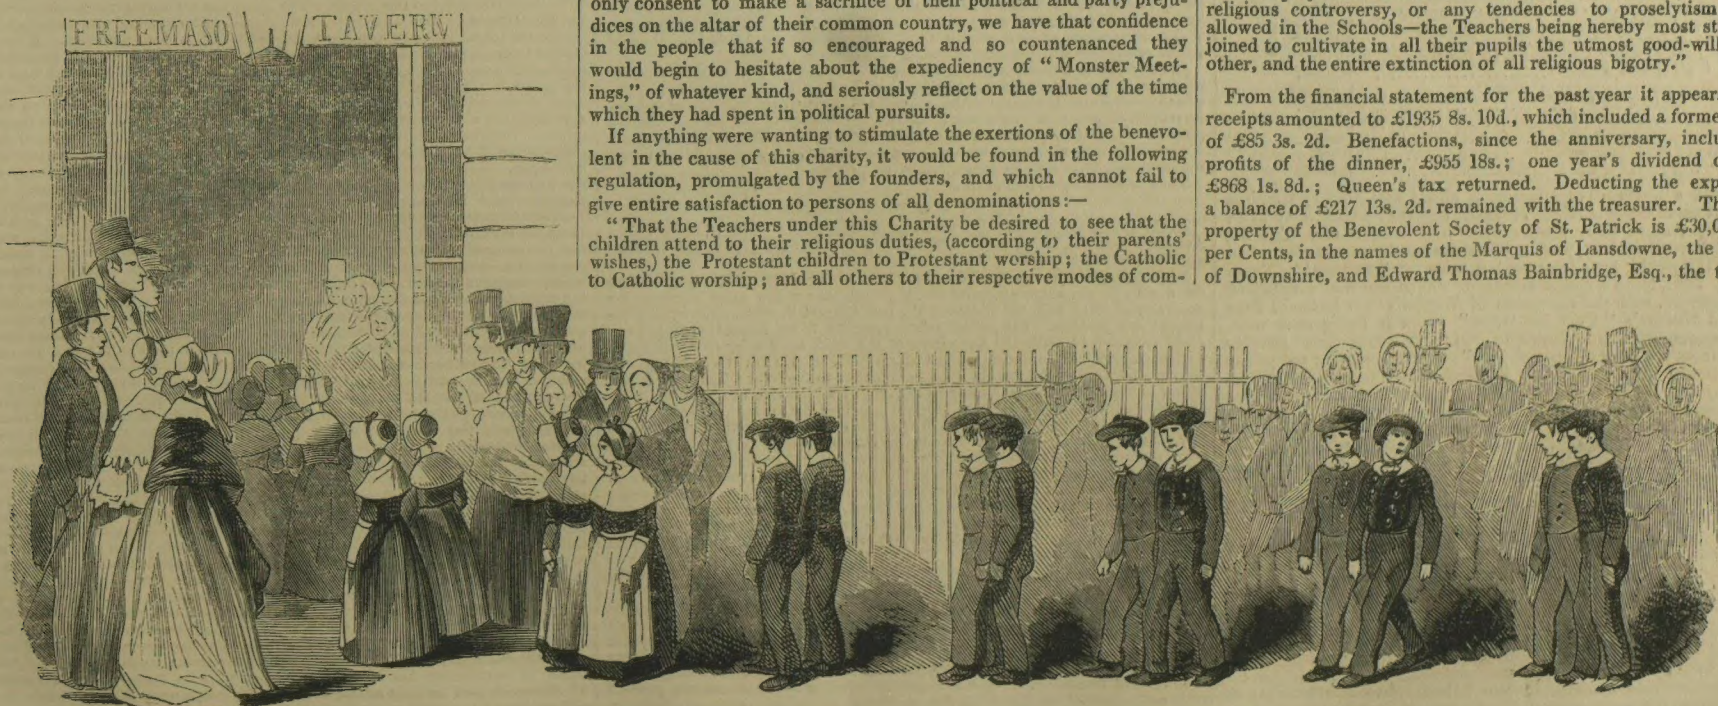 FREEMASO TAVERN
only consent to make a sacrifice of their political and party preju-
dices on the altar of their common country, we have that confidence
in the people that if so encouraged and so countenanced they
would begin to hesitate about the expediency of “Monster Meet-
ings,” of whatever kind, and seriously reflect on the value of the time
which they had spent in political pursuits.
If anything were wanting to stimulate the exertions of the benevo-
lent in the cause of this charity, it would be found in the following
regulation, promulgated by the founders, and which cannot fail to
give entire satisfaction to persons of all denominations:—
“That the Teachers under this Charity be desired to see that the
children attend to their religious duties, (according to their parents’
wishes,) the Protestant children to Protestant worship; the Catholic
to Catholic worship; and all others to their respective modes of com-
religious controversy, or any tendencies to proselytism
allowed in the Schools—the Teachers being hereby most st
joined to cultivate in all their pupils the utmost good-will
other, and the entire extinction of all religious bigotry.”
From the financial statement for the past year it appear
receipts amounted to £1935 8s. 10d., which included a forme
of £85 3s. 2d. Benefactions, since the anniversary, inclu
profits of the dinner, £955 18s.; one year's dividend
£868 1s. 8d.; Queen's tax returned. Deducting the exp
a balance of £217 13s. 2d. remained with the treasurer. Th
property of the Benevolent Society of St. Patrick is £30,0
per Cents, in the names of the Marquis of Lansdowne, the
of Downshire, and Edward Thomas Bainbridge, Esq., the